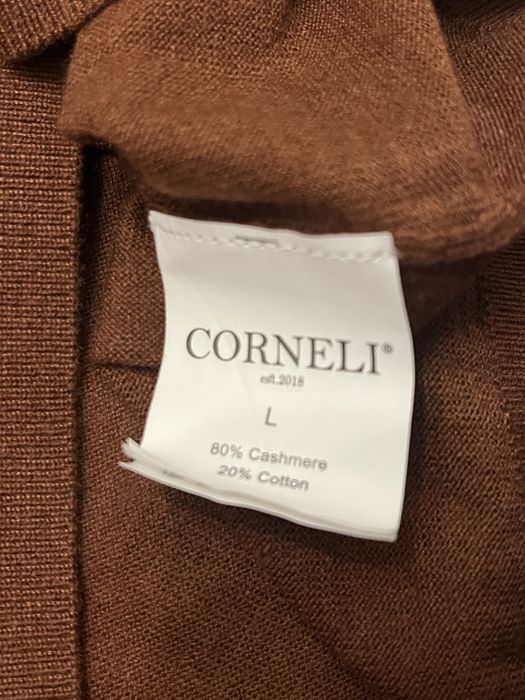 CORNELI®
est.2018
L
80% Cashmere
20% Cotton